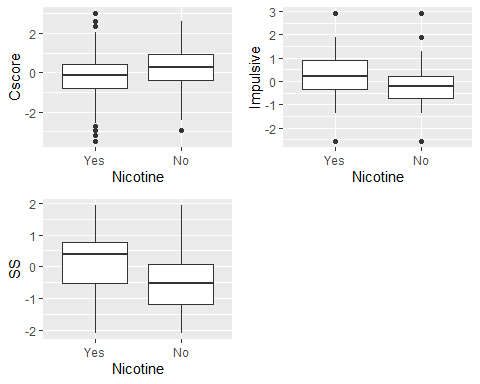 Cscore
2
0
-2
Yes
No
Nicotine
Impulsive
3
2
1
0
-1
-2
Yes
No
Nicotine
SS
2
1
0
-1
-2
Yes
No
Nicotine